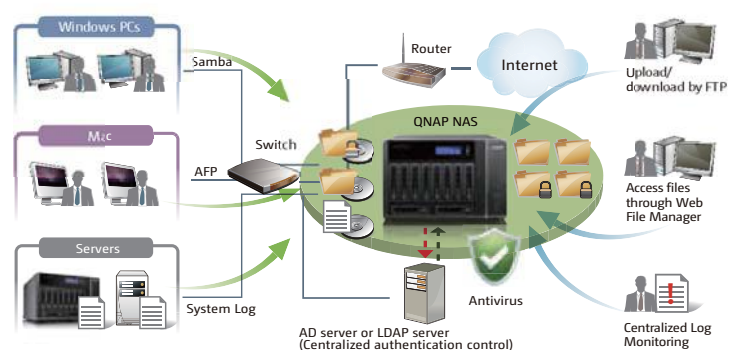 Windows PCs
Samba
Router
Internet
Upload/
download by FTP
QNAP NAS
Mac
Switch
AFP
Access files
through Web
File Manager
Servers
System Log
Antivirus
AD server or LDAP server
(Centralized authentication control)
Centralized Log
Monitoring